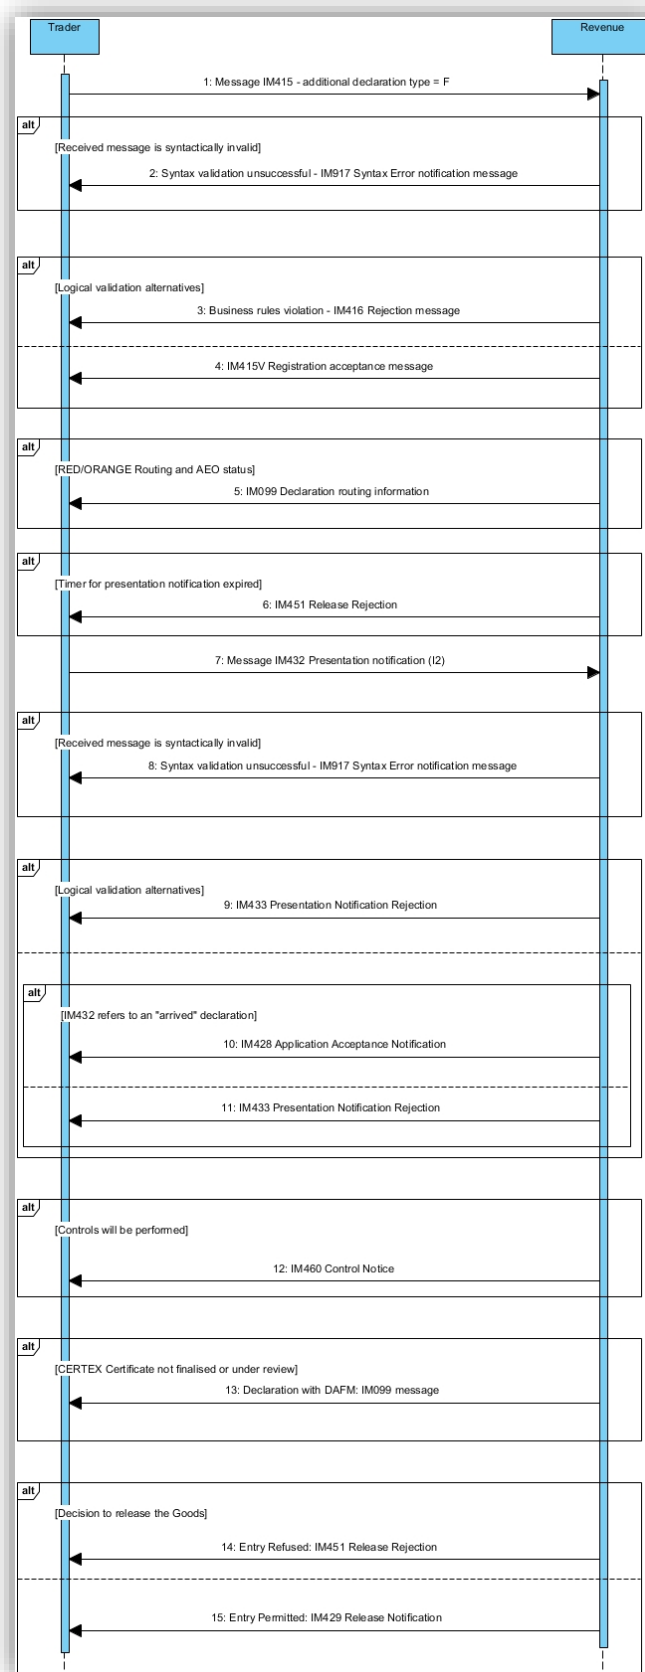 Trader
Revenue
1: Message IM415 - additional declaration type = F
alt
[Received message is syntactically invalid]
2: Syntax validation unsuccessful - IM917 Syntax Error notification message
alt
[Logical validation alternatives]
3: Business rules violation - IM416 Rejection message
4: IM415V Registration acceptance message
alt
[RED/ORANGE Routing and AEO status]
5: IM099 Declaration routing information
alt
[Timer for presentation notification expired]
6: IM451 Release Rejection
7: Message IM432 Presentation notification (I2)
alt
[Received message is syntactically invalid]
8: Syntax validation unsuccessful - IM917 Syntax Error notification message
alt
[Logical validation alternatives]
9: IM433 Presentation Notification Rejection
alt
[IM432 refers to an "arrived" declaration]
10: IM428 Application Acceptance Notification
11: IM433 Presentation Notification Rejection
alt
[Controls will be performed]
12: IM460 Control Notice
alt
[CERTEX Certificate not finalised or under review]
13: Declaration with DAFM: IM099 message
alt
[Decision to release the Goods]
14: Entry Refused: IM451 Release Rejection
15: Entry Permitted: IM429 Release Notification